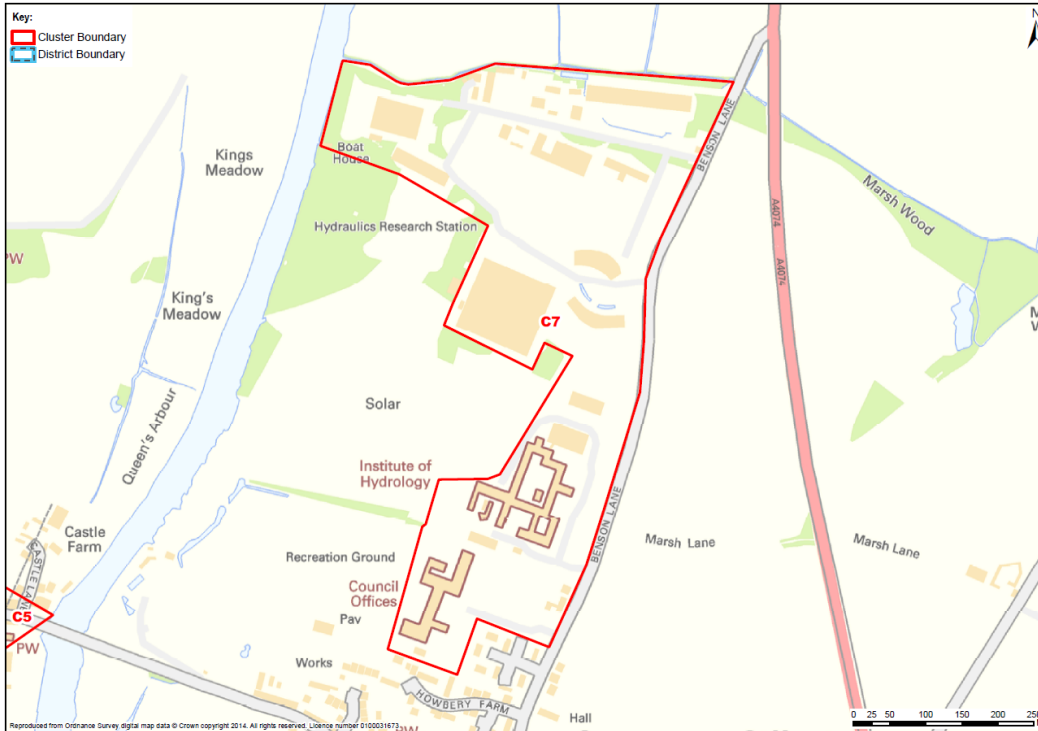 Key:
Cluster Boundary
District Boundary
N
BENSON LANE
Boat
House
Kings
Meadow
Marsh Wood
A4074
Hydraulics Research Station
PW
A4074
King's
Meadow
C7
Queen's Arbour
Solar
Institute of
Hydrology
BENSON LANE
Castle
Farm
Marsh Lane
Marsh Lane
CASTLE LANE
Recreation Ground
Council
Offices
C5
Pav
PW
Works
HOWBERY FARM
Hall
PW
0 25 50 100 150 200 250
Reproduced from Ordnance Survey digital map data © Crown copyright 2014. All rights reserved. Licence number 0100031673